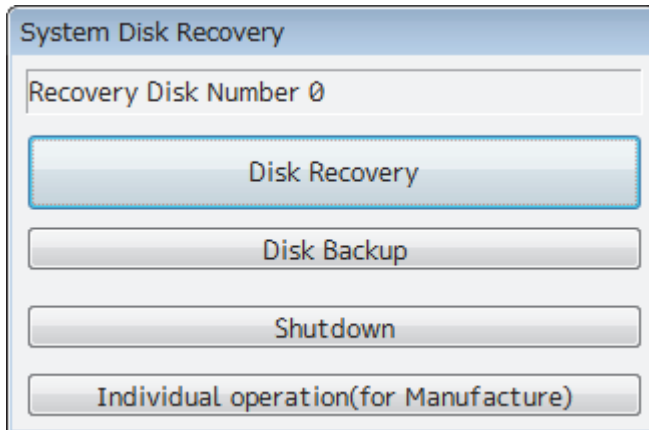 System Disk Recovery
Recovery Disk Number 0
Disk Recovery
Disk Backup
Shutdown
Individual operation(for Manufacture)